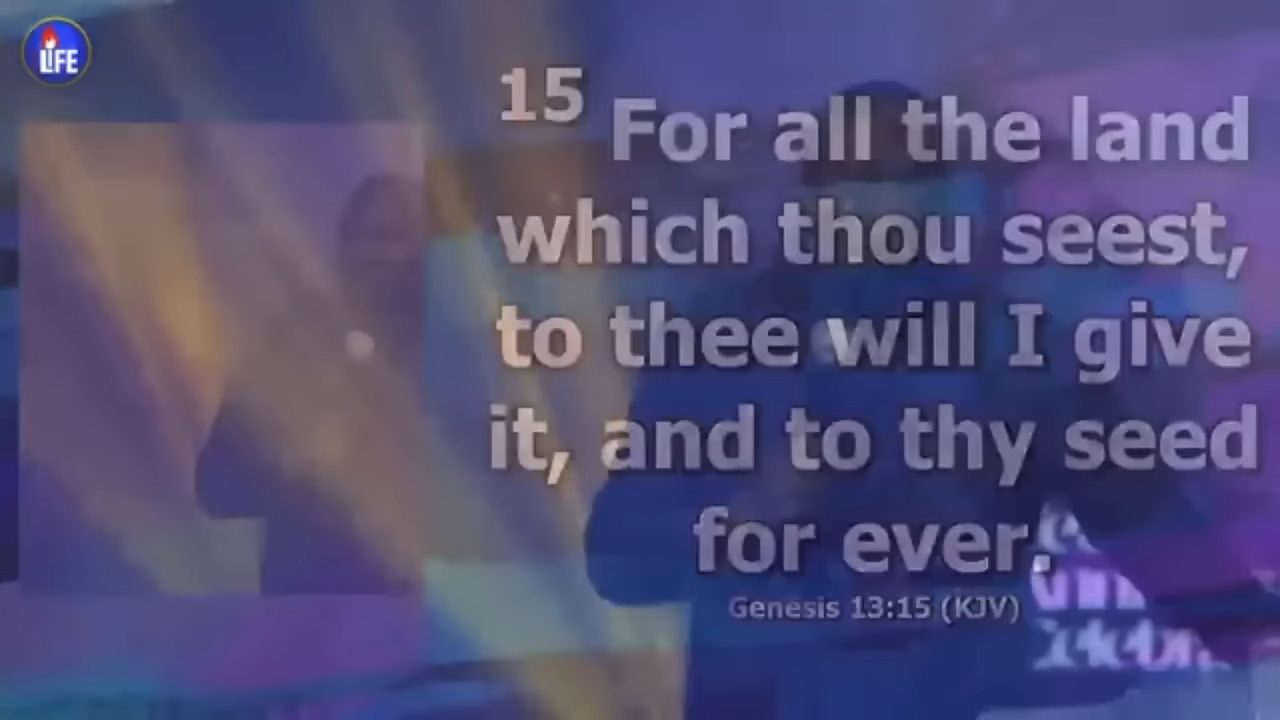 LIFE
15 For all the land
which thou seest,
to thee will I give
it, and to thy seed
for ever.
Genesis 13:15 (KJV)